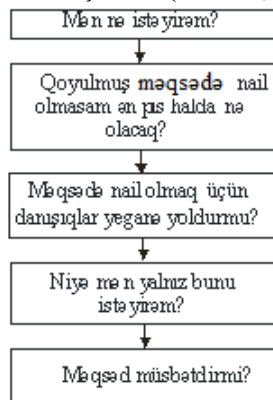 Mən nə istəyirəm?
Qoyulmuş məqsədə nail
olmasam ən pis halda nə
olacaq?
Məqsədə nail olmaq üçün
danışıqlar yeganə yoldurmu?
Niyə mən yalnız bunu
istəyirəm?
Məqsəd müsbətdirmi?